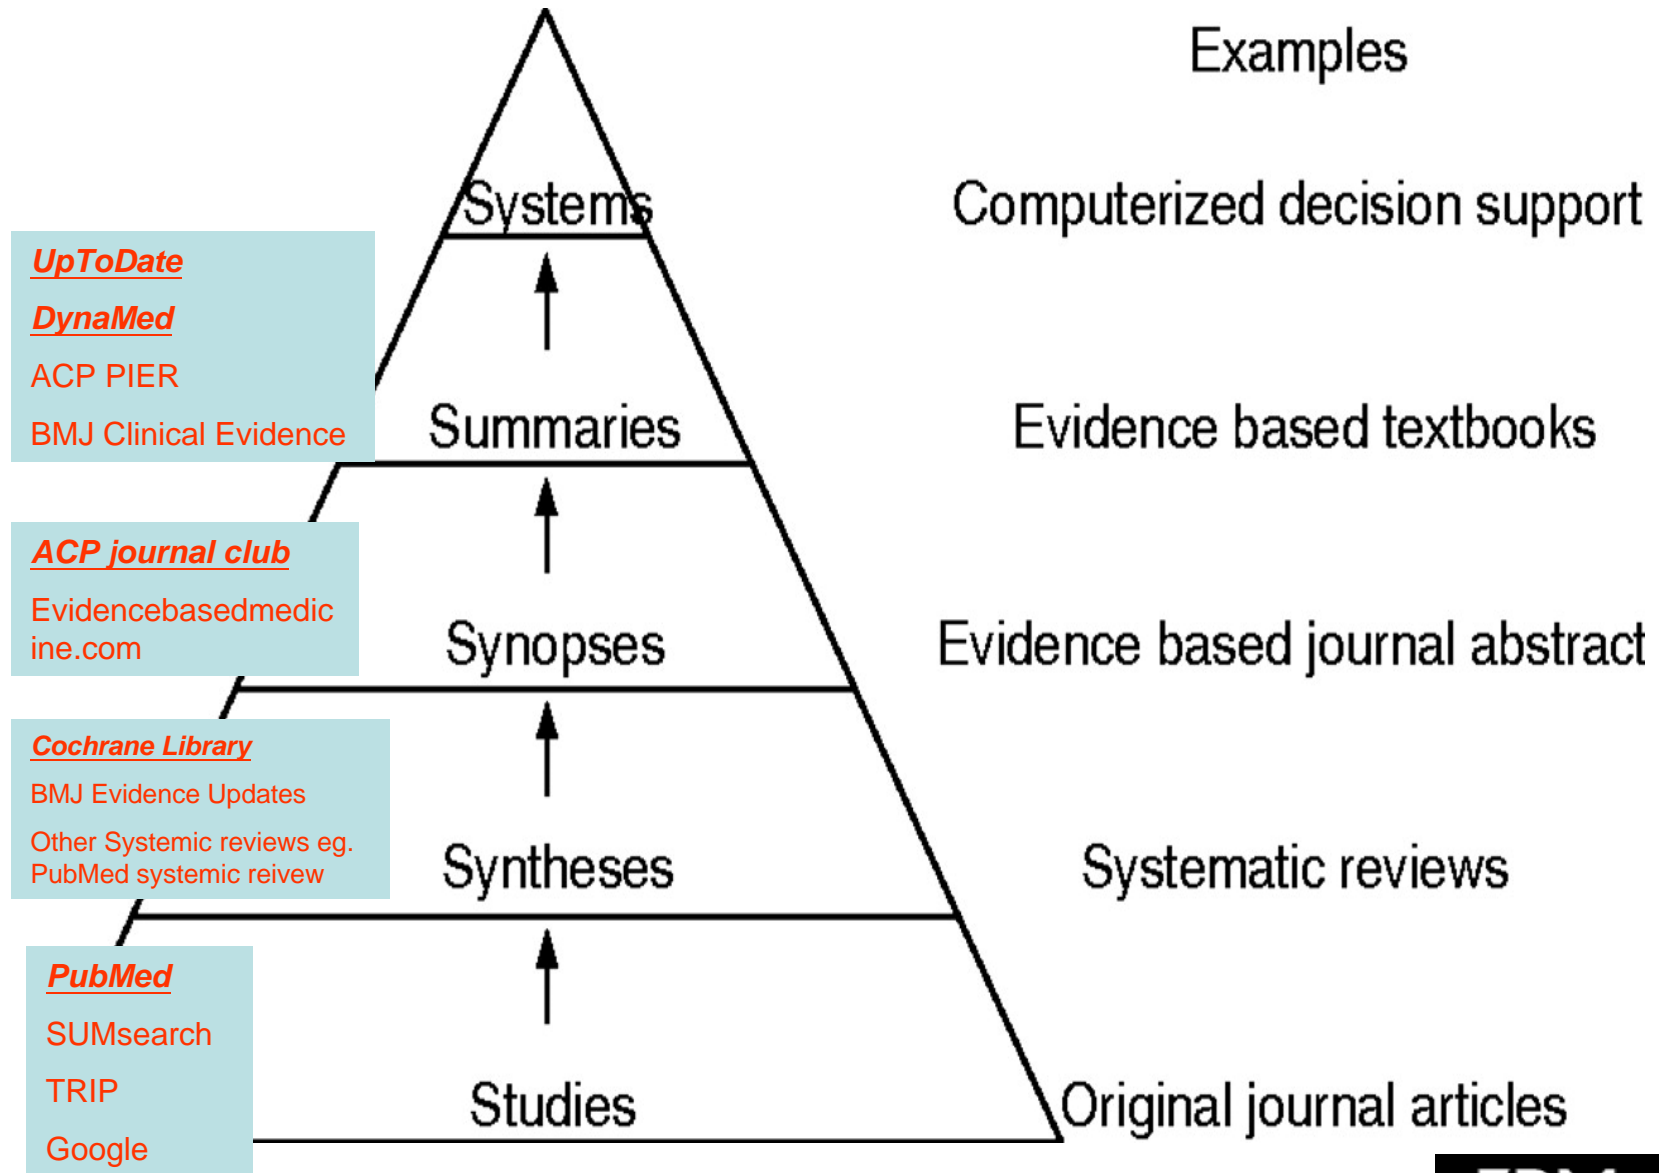 Examples
Systems
Computerized decision support
UpToDate
DynaMed
ACP PIER
BMJ Clinical Evidence
Summaries
Evidence based textbooks
ACP journal club
Evidencebasedmedic
ine.com
Synopses
Evidence based journal abstract
Cochrane Library
BMJ Evidence Updates
Other Systemic reviews eg.
PubMed systemic reivew
Syntheses
Systematic reviews
PubMed
SUMsearch
TRIP
Google
Studies
Original journal articles